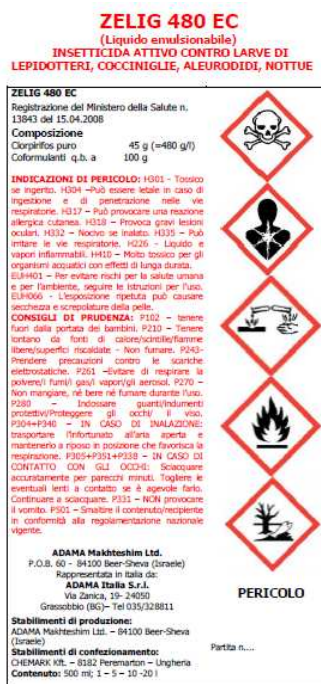 ZELIG 480 EC
(Liquido emulsionabile)
INSETTICIDA ATTIVO CONTRO LARVE DI
LEPIDOTTERI, COCCINIGLIE, ALEURODIDI, NOTTUE
ZELIG 480 EC
Registrazione del Ministero della Salute n.
13843 del 15.04.2008
Composizione
Clorpirifos puro 45 g (=480 g/l)
Coformulanti q.b. a 100 g
INDICAZIONI DI PERICOLO: H301 - Tossico
se ingerito. H304 –Può essere letale in caso di
ingestione e di penetrazione nelle vie
respiratorie. H317 – Può provocare una reazione
allergica cutanea. H318 – Provoca gravi lesioni
oculari. H332 – Nocivo se inalato. H335 – Può
irritare le vie respiratorie. H226 - Liquido e
vapori infiammabili. H410 – Molto tossico per gli
organismi acquatici con effetti di lunga durata.
EUH401 – Per evitare rischi per la salute umana
e per l'ambiente, seguire le istruzioni per l'uso.
EUH066 - L'esposizione ripetuta può causare
secchezza e screpolature della pelle.
CONSIGLI DI PRUDENZA: P102 – tenere
fuori dalla portata dei bambini. P210 – Tenere
lontano da fonti di calore/scintille/fiamme
libere/superfici riscaldate - Non fumare. P243-
Prendere precauzioni contro le scariche
elettrostatiche. P261 –Evitare di respirare la
polvere/i fumi/i gas/i vapori/gli aerosol. P270 –
Non mangiare, né bere né fumare durante l'uso.
P280 – Indossare guanti/indumenti
protettivi/Proteggere gli occhi/ il viso.
P304+P340 – IN CASO DI INALAZIONE:
trasportare l'infortunato all'aria aperta e
mantenerlo a riposo in posizione che favorisca la
respirazione. P305+P351+P338 – IN CASO DI
CONTATTO CON GLI OCCHI: Sciacquare
accuratamente per parecchi minuti. Togliere le
eventuali lenti a contatto se è agevole farlo.
Continuare a sciacquare. P331 – NON provocare
il vomito. P501 – Smaltire il contenuto/recipiente
in conformità alla regolamentazione nazionale
vigente.
ADAMA Makhteshim Ltd.
P.O.B. 60 - 84100 Beer-Sheva (Israele)
Rappresentata in Italia da:
ADAMA Italia S.r.l.
Via Zanica, 19- 24050
Grassobbio (BG)– Tel 035/328811
Stabilimenti di produzione:
ADAMA Makhteshim Ltd. – 84100 Beer-Sheva
(Israele)
Stabilimenti di confezionamento:
CHEMARK Kft. – 8182 Peremarton – Ungheria
Contenuto: 500 ml; 1 – 5 – 10 -20 l
PERICOLO
Partita n....